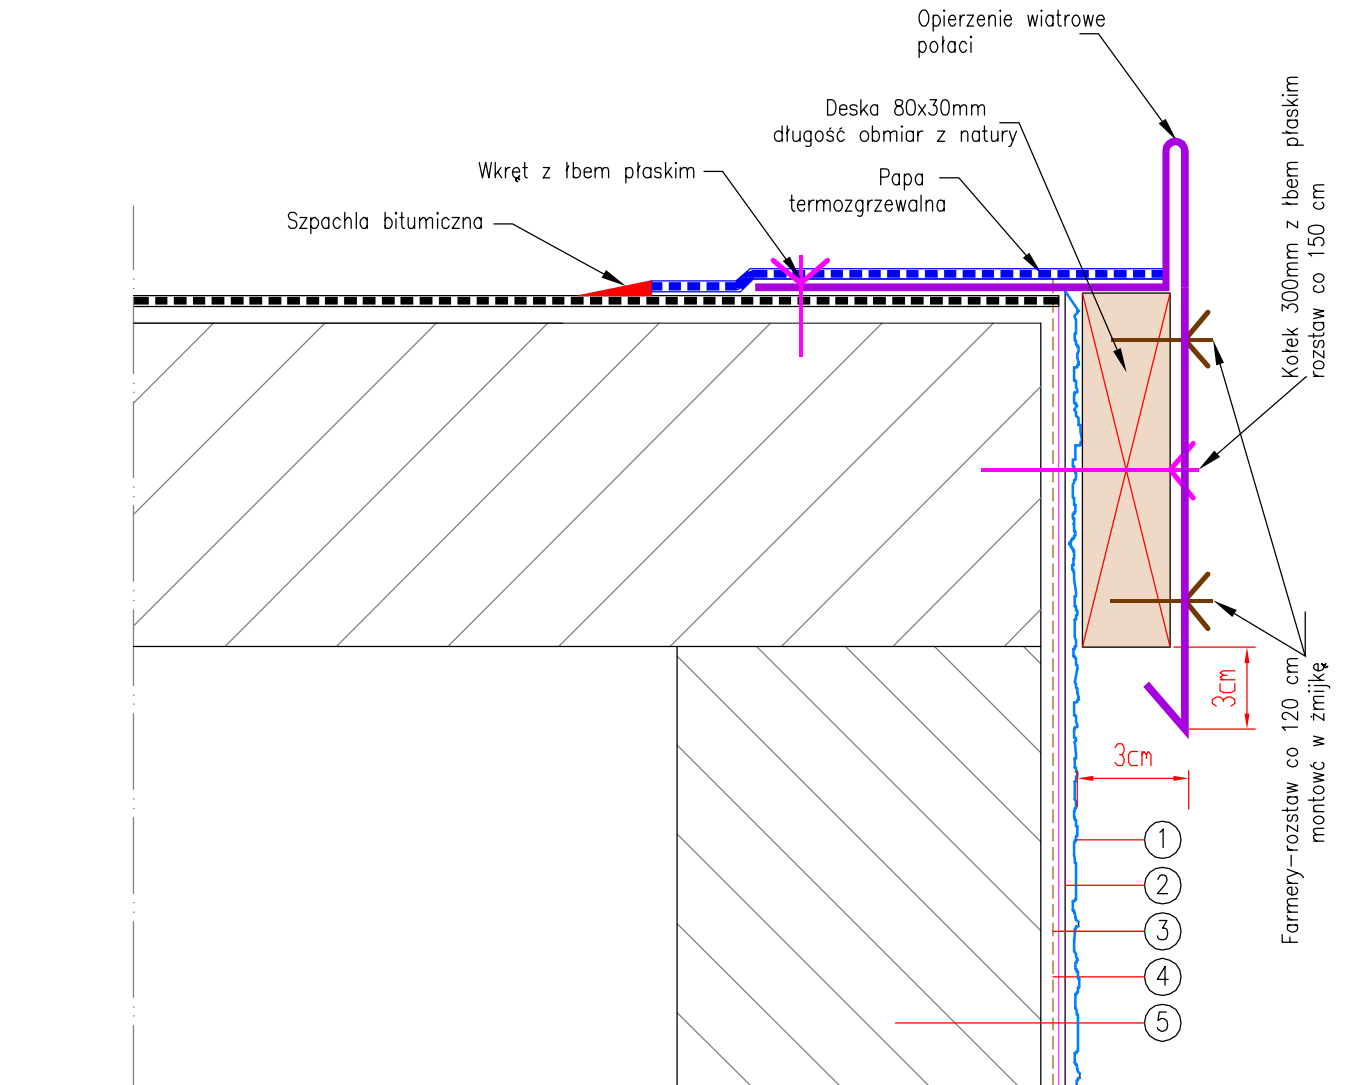 Opierzenie wiatrowe
połaci
Deska 80x30mm
długość obmiar z natury
Wkręt z łbem płaskim
Papa
termozgrzewalna
Szpachla bitumiczna
Kołek 300mm z łbem płaskim
rozstaw co 150 cm
3cm
3cm
Farmery-rozstaw co 120 cm
montowć w żmijkę
1
2
3
4
5